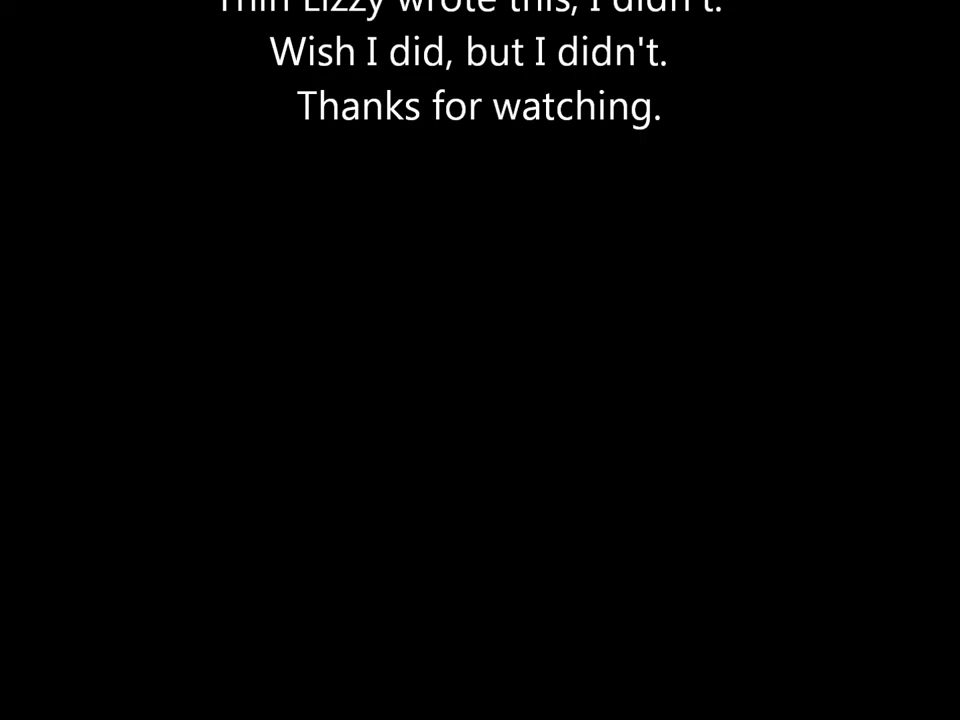 Thin Lizzy wrote this, I didn't.
Wish I did, but I didn't.
Thanks for watching.